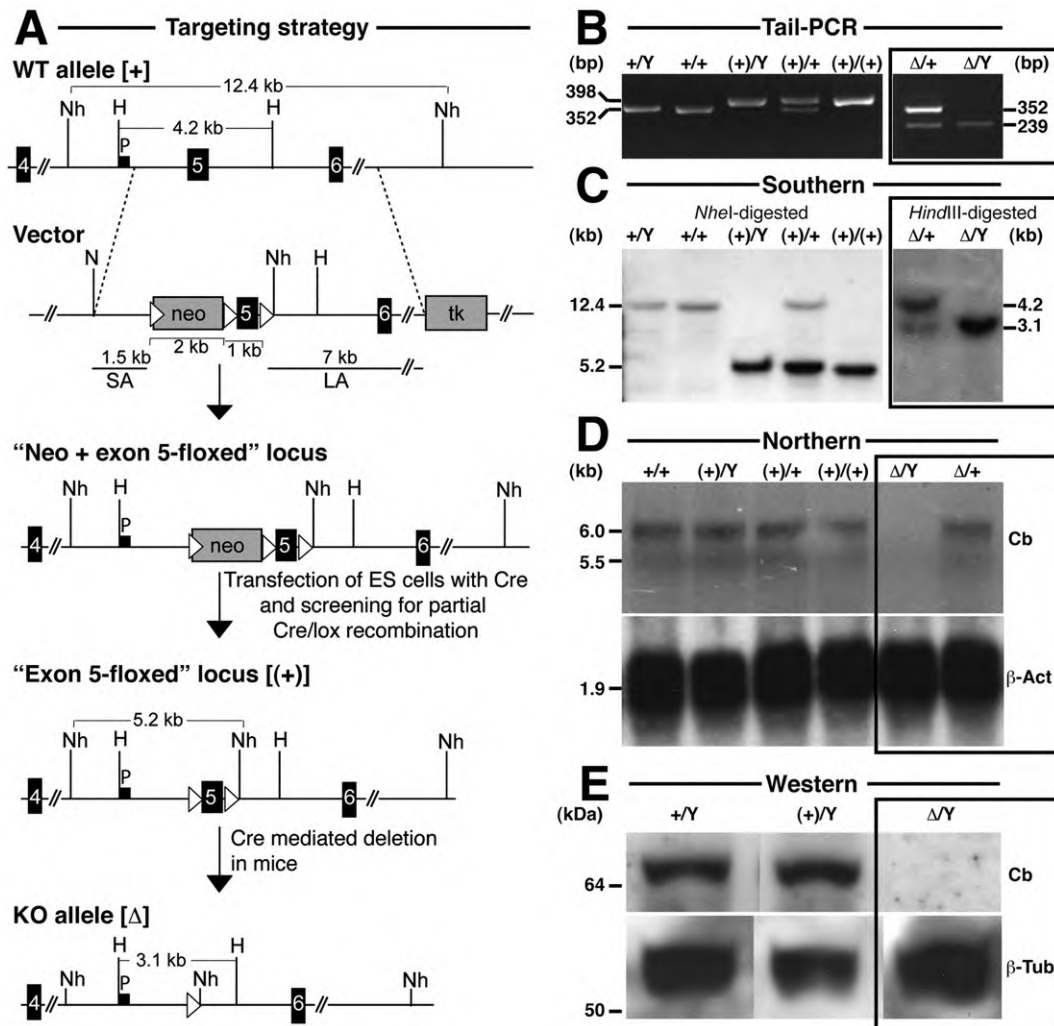 A
Targeting strategy
WT allele [+]
12.4 kb
Nh H H Nh
4.2 kb
P
4 // 5 6 //
Vector
N Nh H
// neo 5 6 tk //
1.5 kb 2 kb 1 kb 7 kb //
SA LA
“Neo + exon 5-floxed” locus
Nh H Nh H Nh
P
4 // neo 5 6 //
Transfection of ES cells with Cre
and screening for partial
Cre/lox recombination
“Exon 5-floxed” locus [(+)]
5.2 kb
Nh H Nh H Nh
P
4 // 5 6 //
Cre mediated deletion
in mice
KO allele [Δ]
H H
3.1 kb
Nh P Nh Nh
4 // 6 //
B
Tail-PCR
(bp) +/Y +/+ (+)/Y (+)/+ (+)/(+) Δ/+ Δ/Y (bp)
398
352
352
239
C
Southern
NheI-digested HindIII-digested
(kb) +/Y +/+ (+)/Y (+)/+ (+)/(+) Δ/+ Δ/Y (kb)
12.4
5.2
4.2
3.1
D
Northern
(kb) +/+ (+)/Y (+)/+ (+)/(+) Δ/Y Δ/+
6.0
5.5
Cb
1.9
β-Act
E
Western
(kDa) +/Y (+)/Y Δ/Y
64
Cb
β-Tub
50